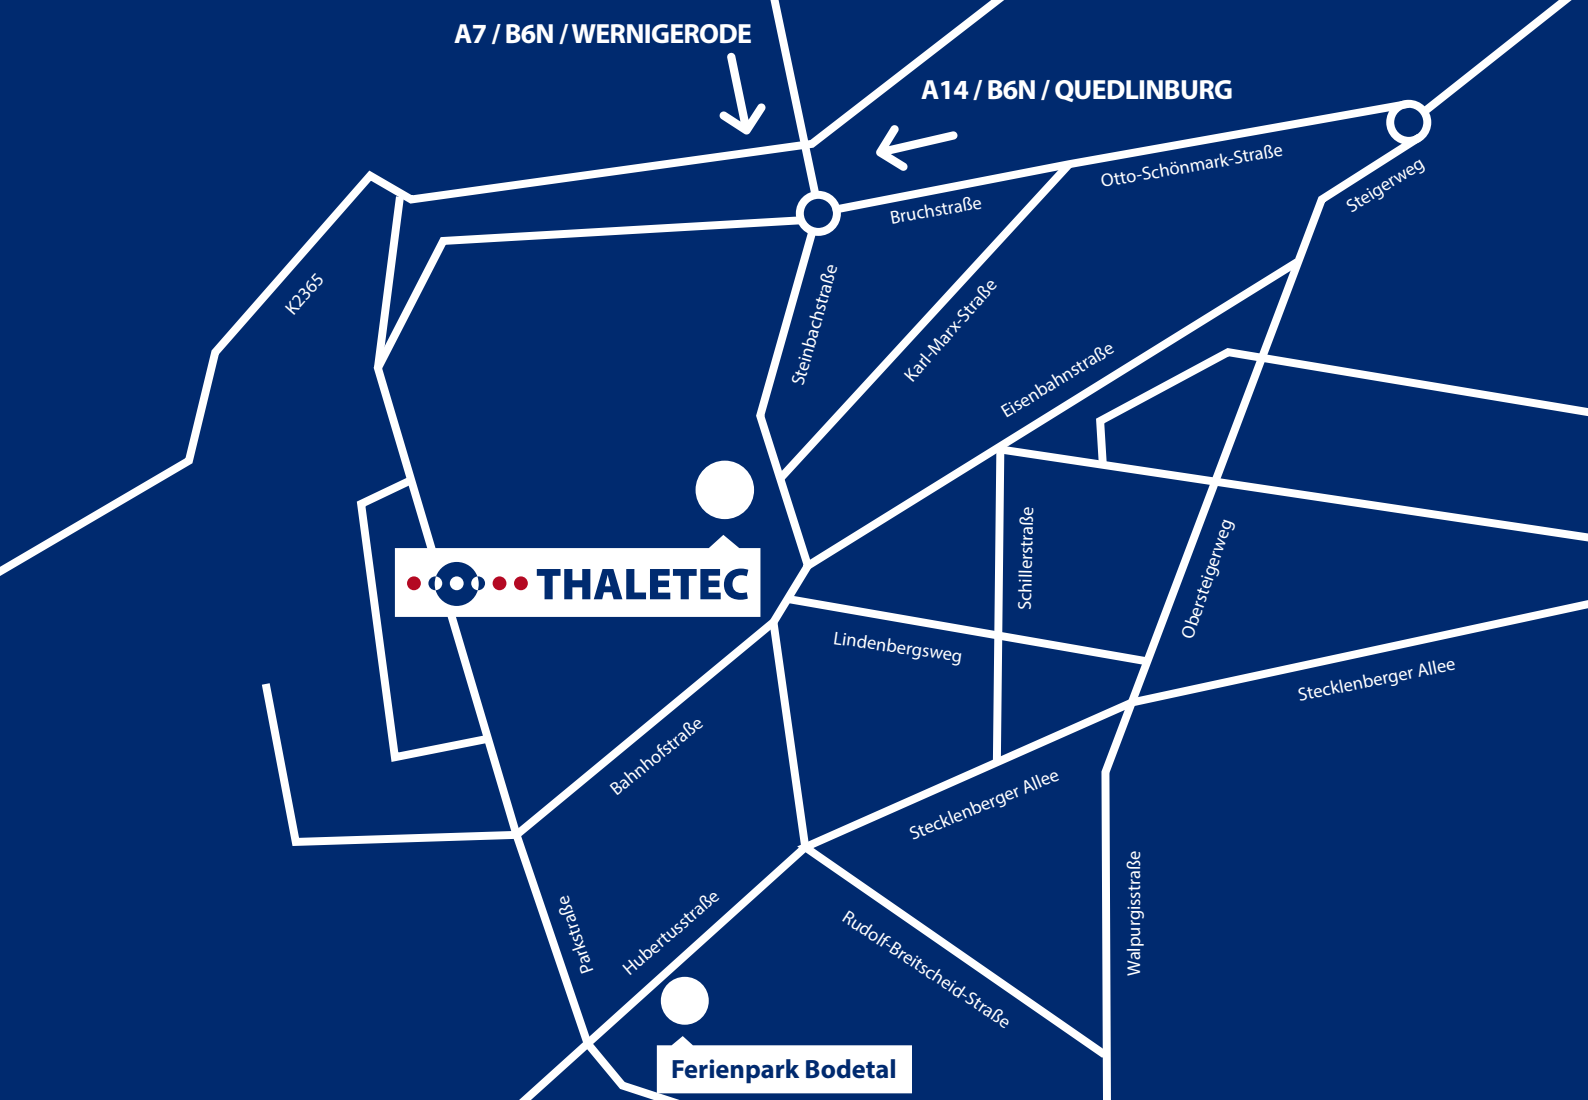 A7 / B6N / WERNIGERODE
A14 / B6N / QUEDLINBURG
Otto-Schönmark-Straße
Steigerweg
Bruchstraße
K2365
Steinbachstraße
Karl-Marx-Straße
Eisenbahnstraße
Schillerstraße
Obersteigerweg
THALETEC
Lindenbergsweg
Stecklenberger Allee
Bahnhofstraße
Stecklenberger Allee
Walpurgisstraße
Parkstraße
Hubertusstraße
Rudolf-Breitscheid-Straße
Ferienpark Bodetal